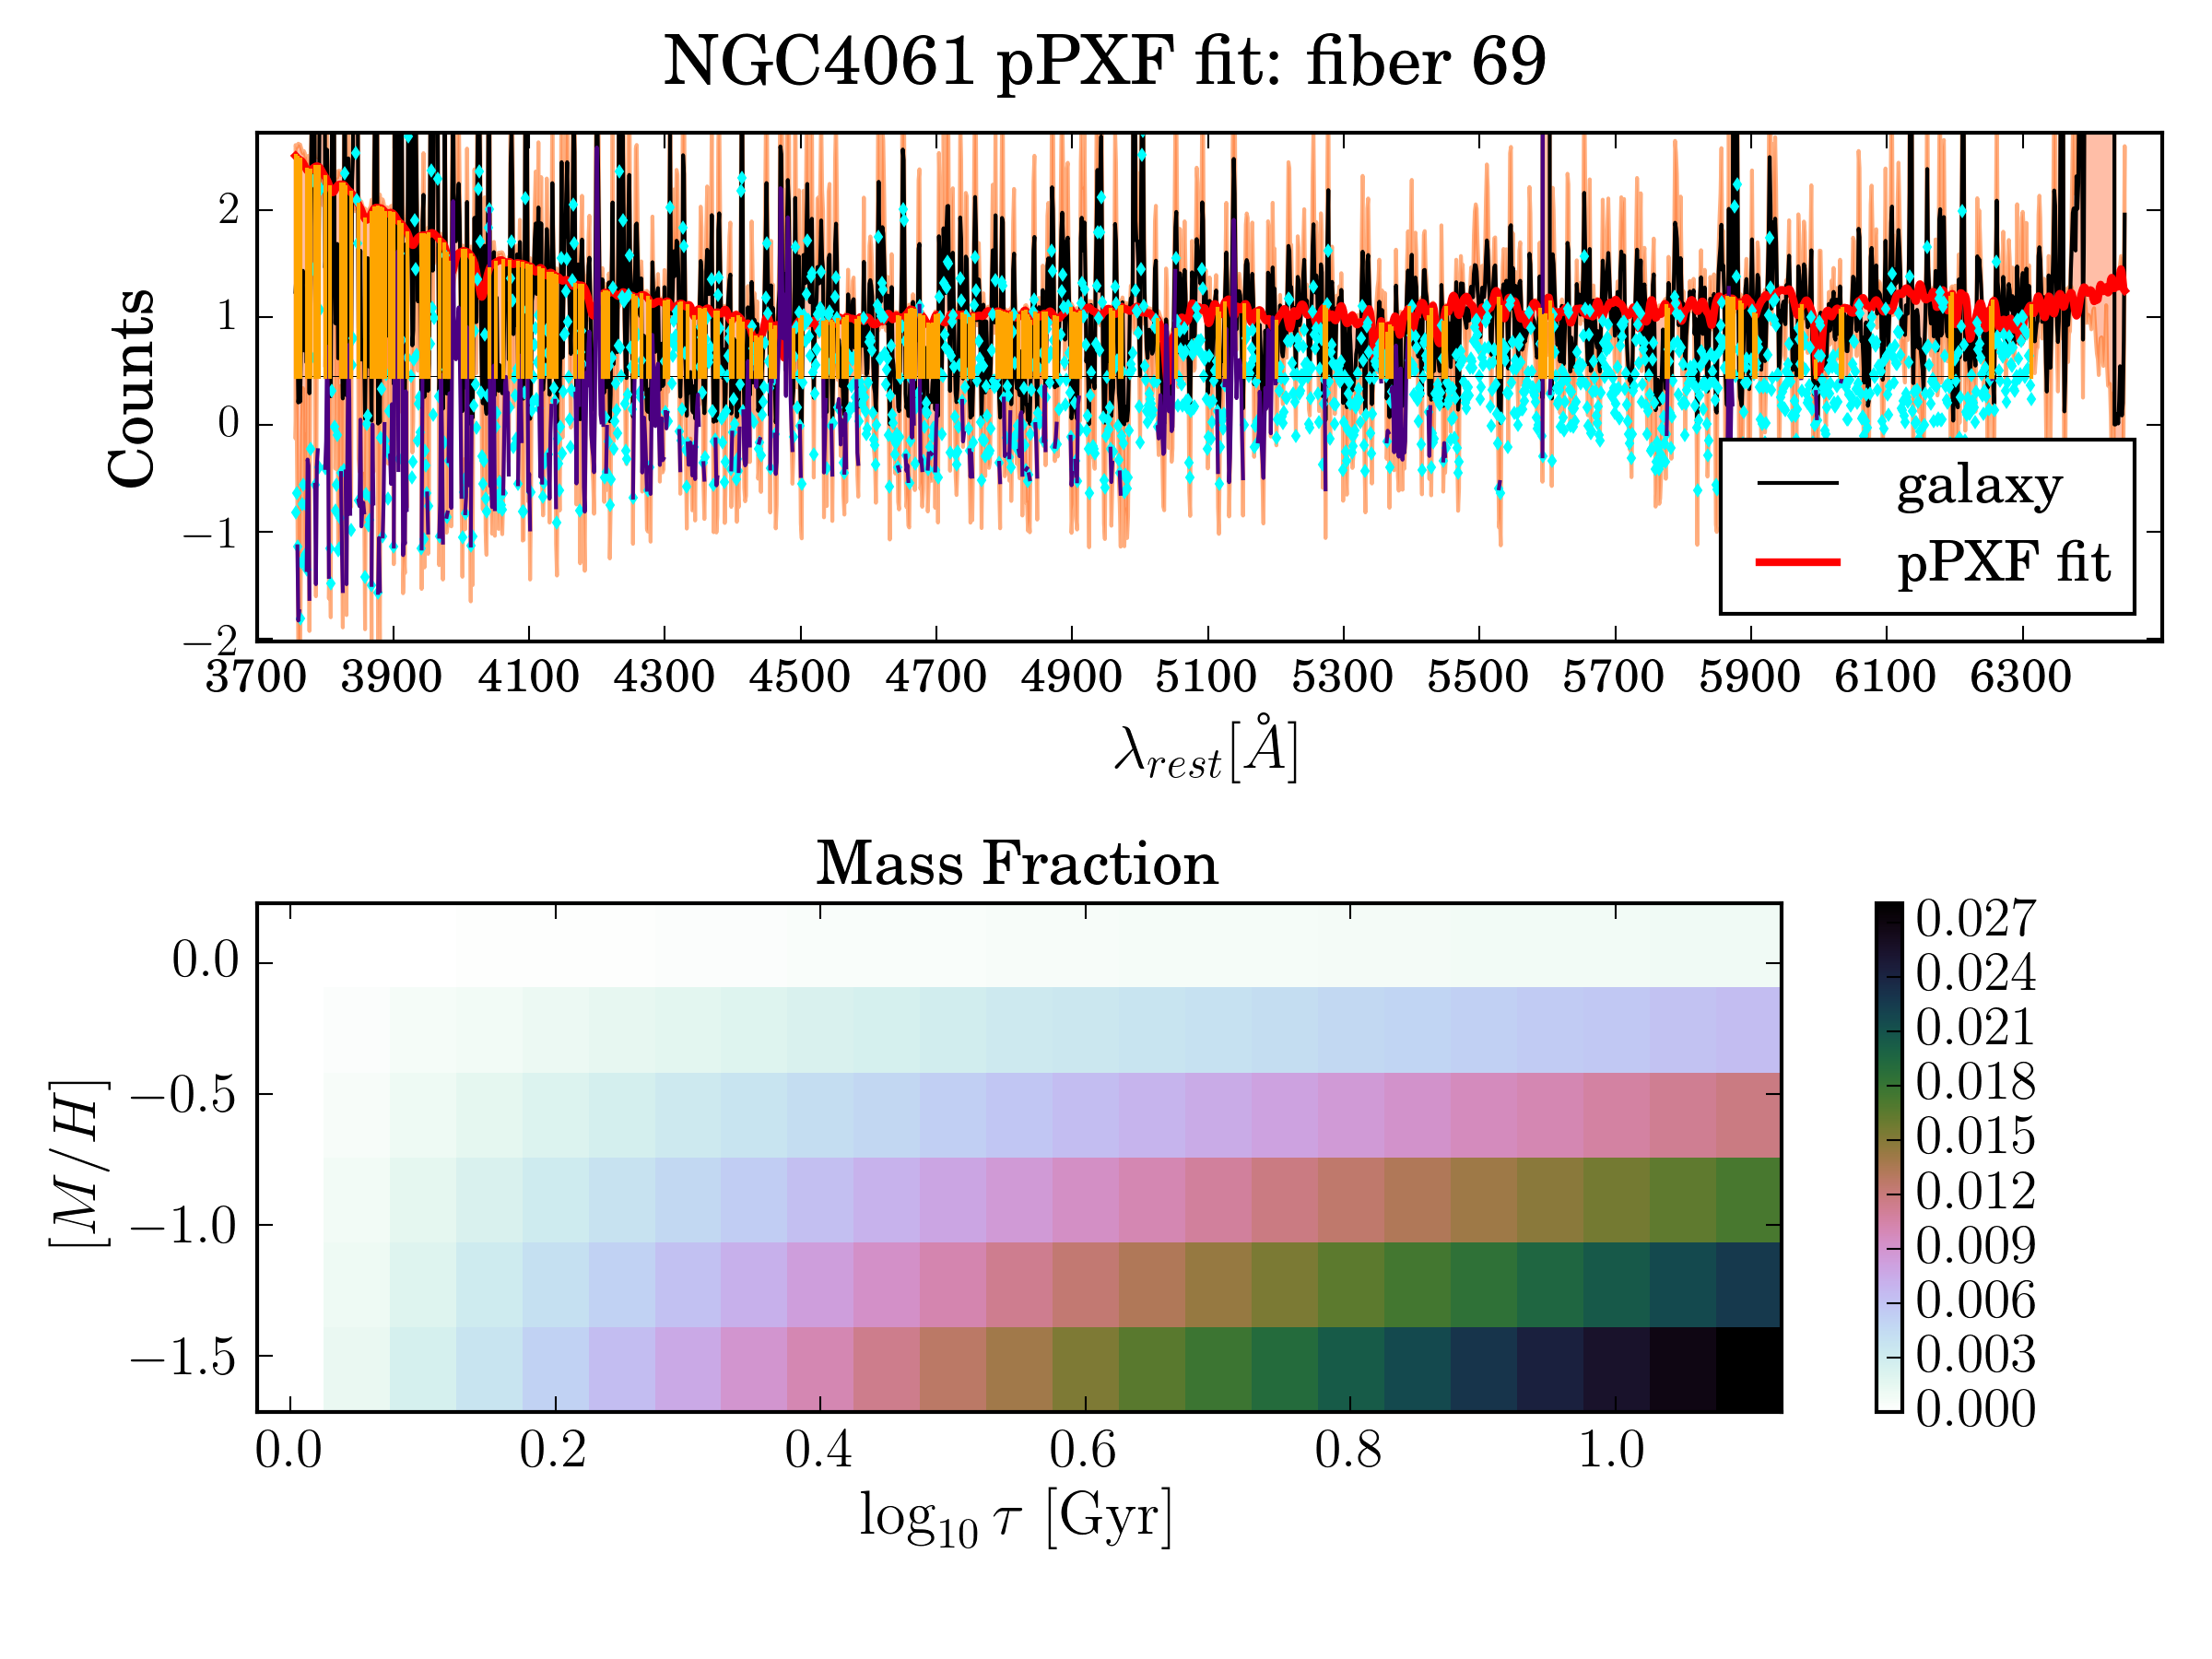 NGC4061 pPXF fit: fiber 69
Counts
2
1
0
−1
−2
galaxy
pPXF fit
3700 3900 4100 4300 4500 4700 4900 5100 5300 5500 5700 5900 6100 6300
λrest[Å]
Mass Fraction
[M/H]
0.0
−0.5
−1.0
−1.5
0.027
0.024
0.021
0.018
0.015
0.012
0.009
0.006
0.003
0.000
0.0 0.2 0.4 0.6 0.8 1.0
log10 τ [Gyr]